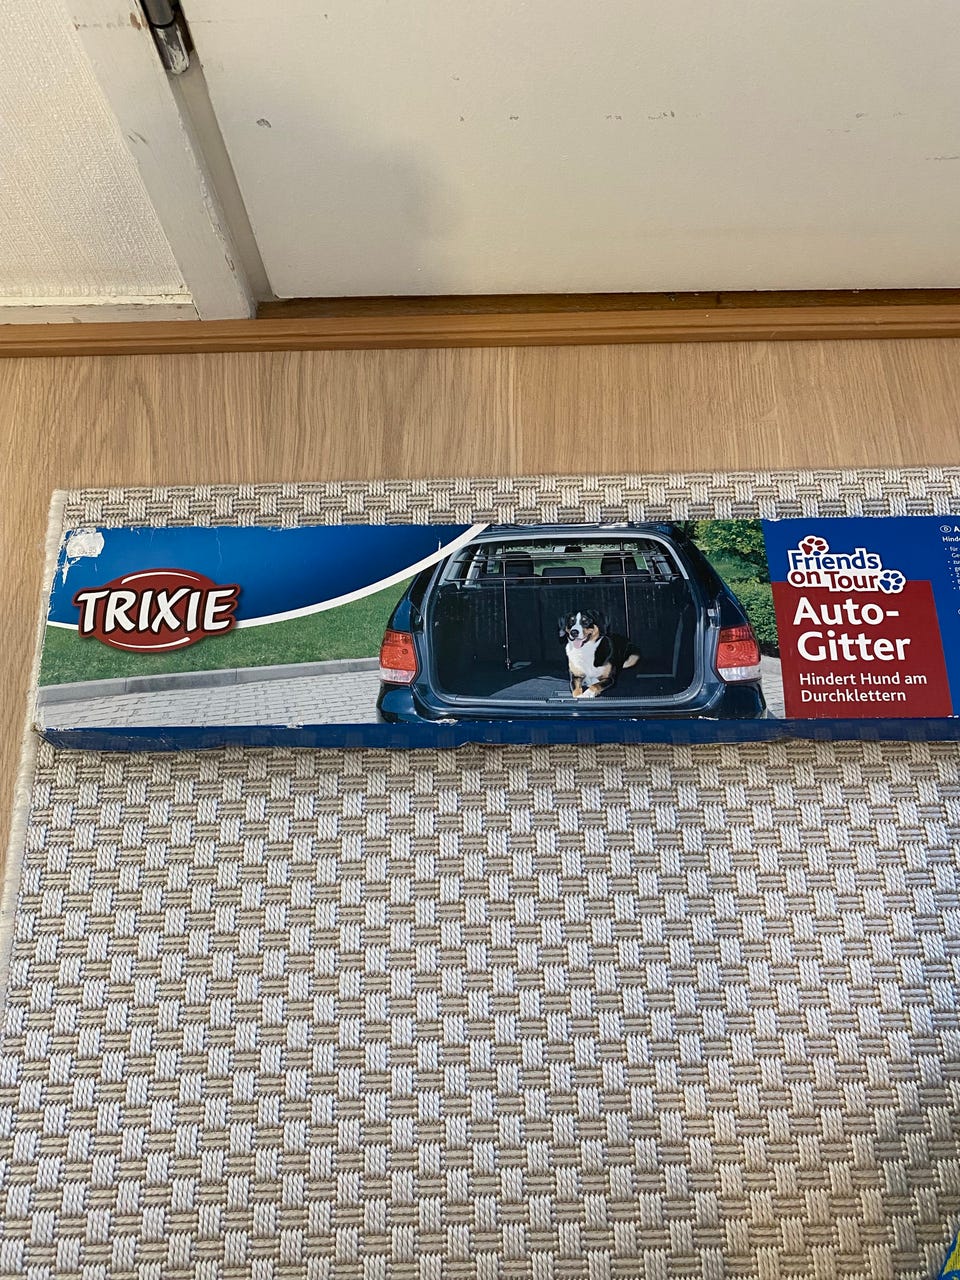 TRIXIE
Friends
on Tour
Auto-
Gitter
Hindert Hund am
Durchklettern